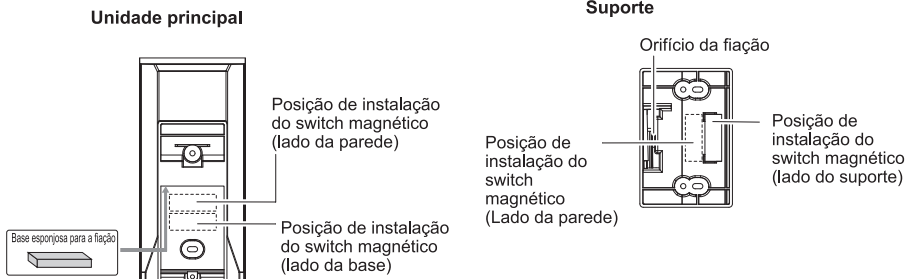 Unidade principal
Posição de instalação
do switch magnético
(lado da parede)
Posição de instalação
do switch magnético
(lado da base)
Base esponjosa para a fiação
Suporte
Orifício da fiação
Posição de
instalação do
switch
magnético
(Lado da parede)
Posição de
instalação do
switch magnético
(lado do suporte)